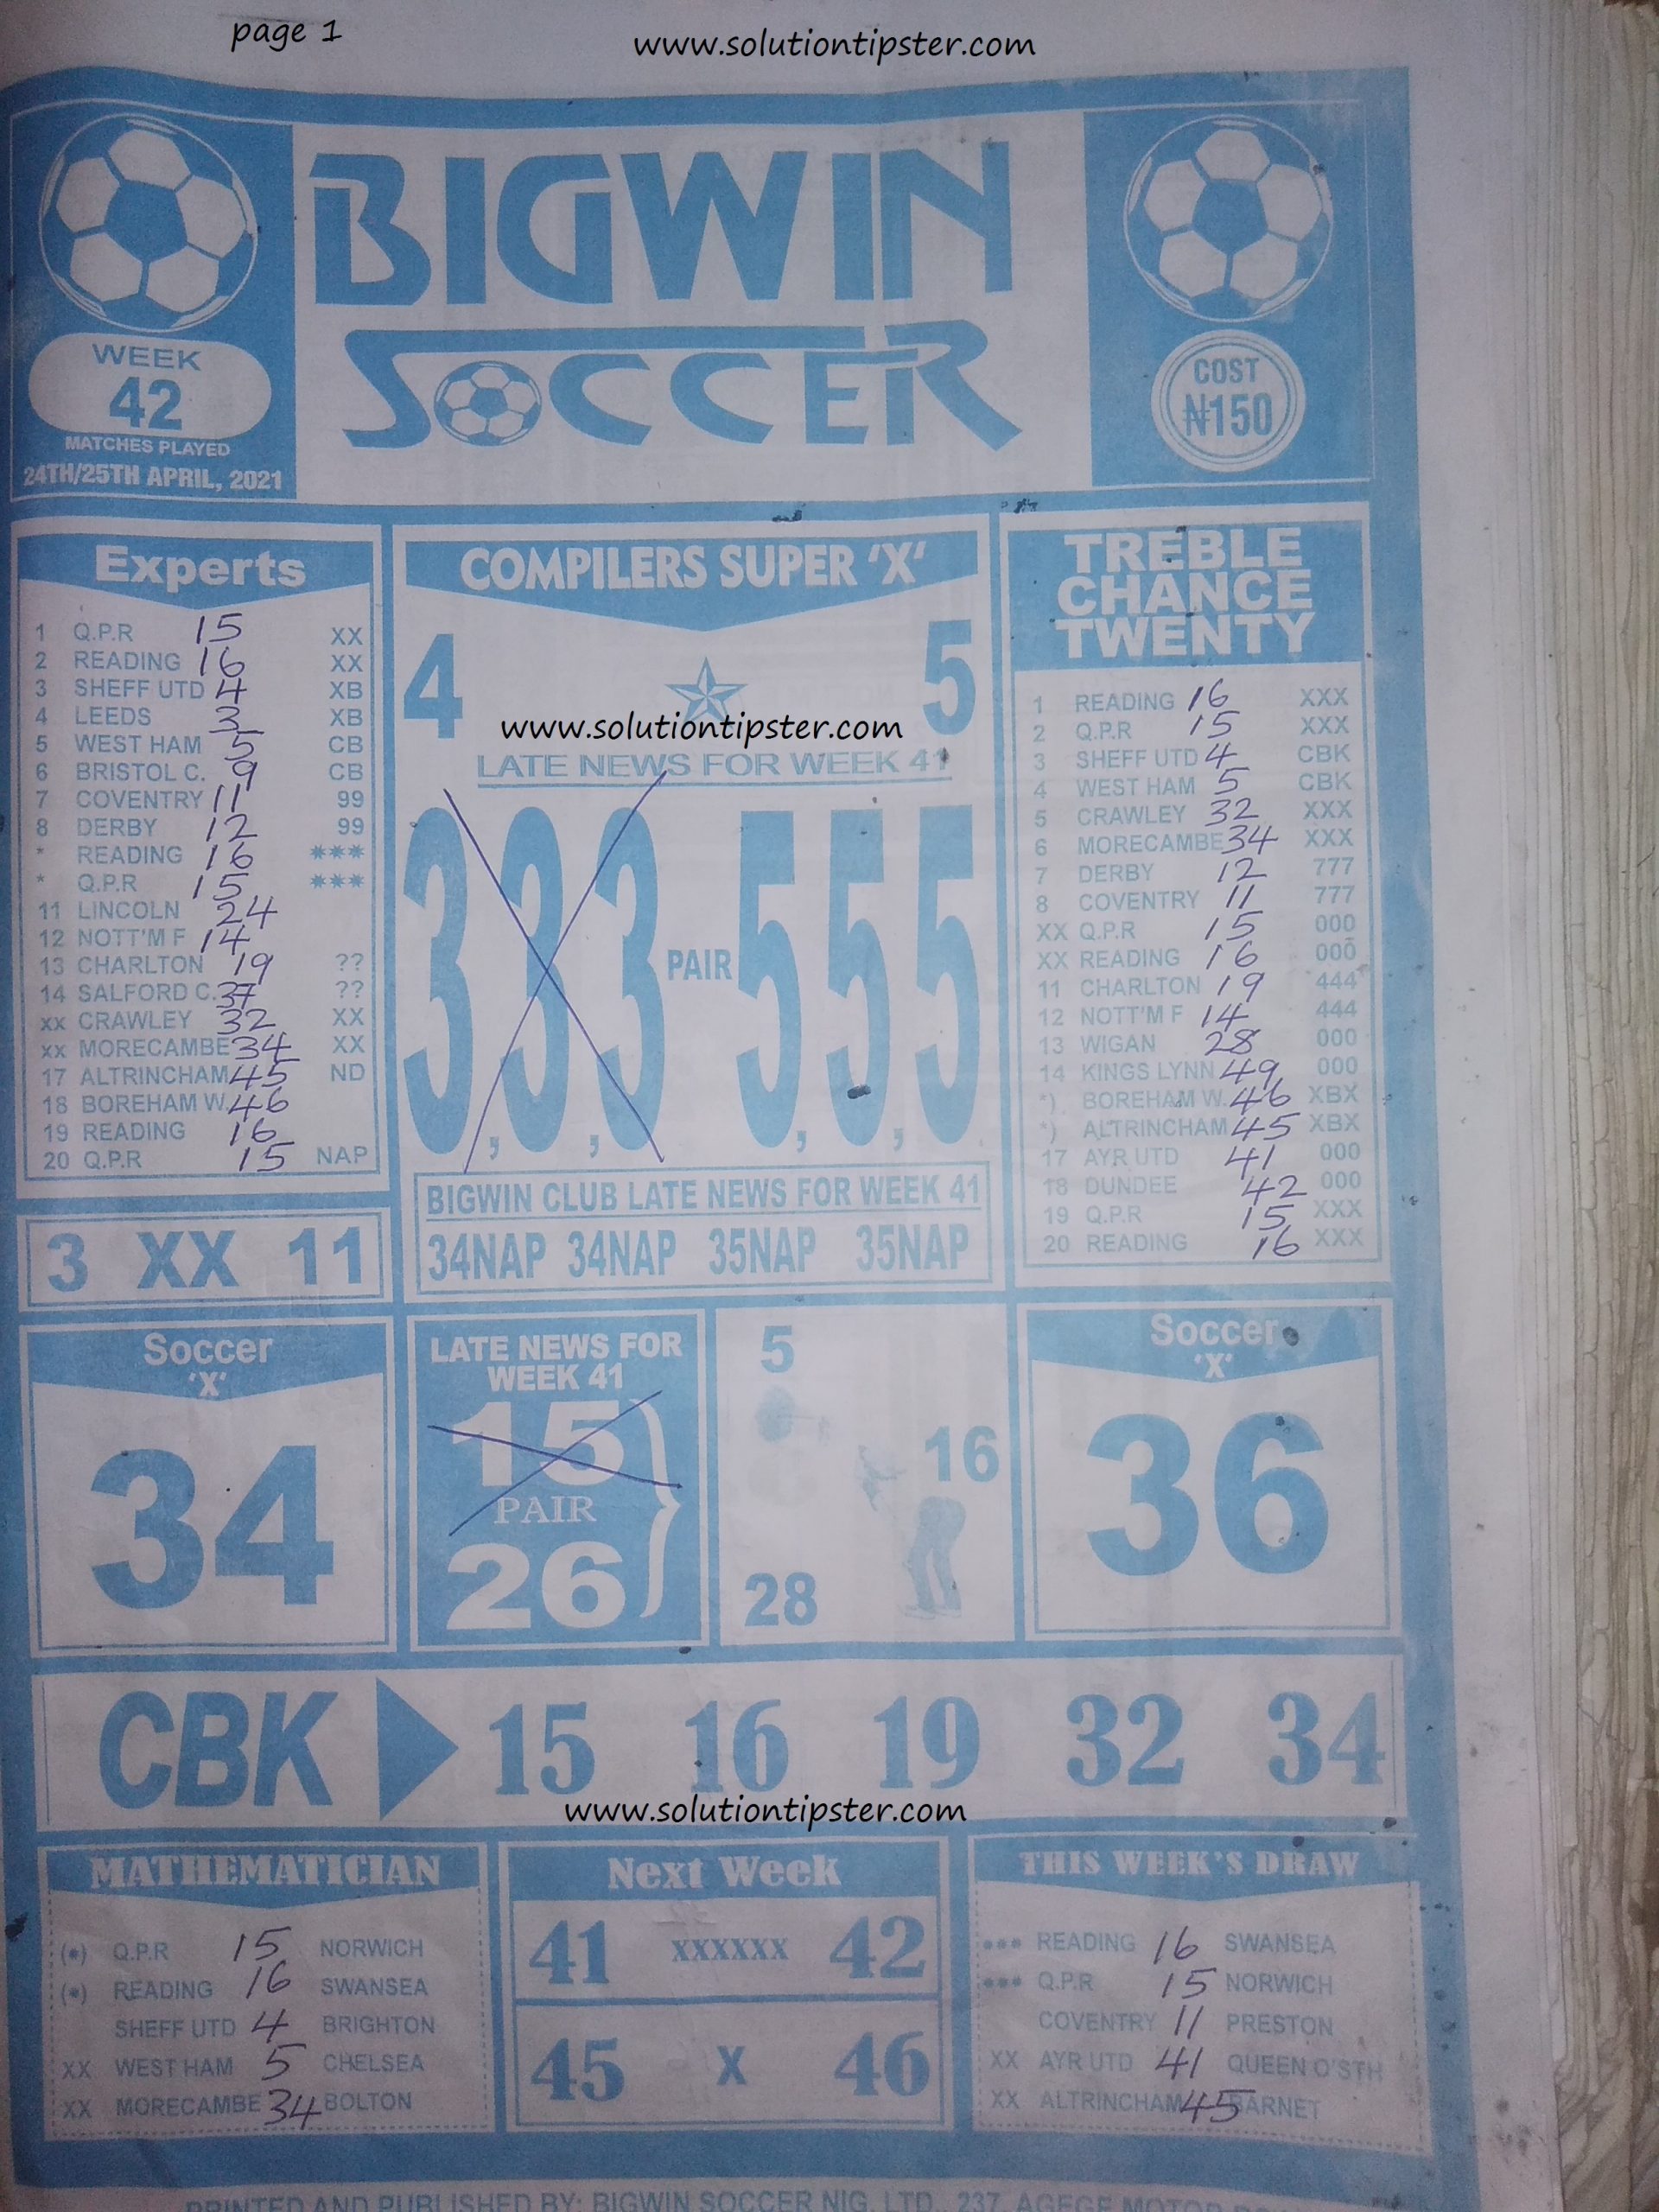 page 1
www.solutiontipster.com
BIGWIN
SOCCER
WEEK
42
MATCHES PLAYED
24TH/25TH APRIL, 2021
COST
₦150
Experts
1 Q.P.R 15 XX
2 READING 16 XX
3 SHEFF UTD 4 XB
4 LEEDS 3 XB
5 WEST HAM 5 CB
6 BRISTOL C. 9 CB
7 COVENTRY 11 99
8 DERBY 12 99
* READING 16 ***
* Q.P.R 15 ***
11 LINCOLN 24
12 NOTT'M F 14
13 CHARLTON 19 ??
14 SALFORD C. 37 ??
xx CRAWLEY 32 XX
xx MORECAMBE 34 XX
17 ALTRINCHAM 45 ND
18 BOREHAM W. 46
19 READING 16
20 Q.P.R 15 NAP
3 XX 11
COMPILERS SUPER 'X'
4 5
www.solutiontipster.com
LATE NEWS FOR WEEK 41
3,3,3 PAIR 5,5,5
BIGWIN CLUB LATE NEWS FOR WEEK 41
34NAP 34NAP 35NAP 35NAP
TREBLE
CHANCE
TWENTY
1 READING 16 XXX
2 Q.P.R 15 XXX
3 SHEFF UTD 4 CBK
4 WEST HAM 5 CBK
5 CRAWLEY 32 XXX
6 MORECAMBE 34 XXX
7 DERBY 12 777
8 COVENTRY 11 777
XX Q.P.R 15 000
XX READING 16 000
11 CHARLTON 19 444
12 NOTT'M F 14 444
13 WIGAN 28 000
14 KINGS LYNN 49 000
*) BOREHAM W. 46 XBX
*) ALTRINCHAM 45 XBX
17 AYR UTD 41 000
18 DUNDEE 42 000
19 Q.P.R 15 XXX
20 READING 16 XXX
Soccer
'X'
34
LATE NEWS FOR
WEEK 41
15
PAIR
26
5
16
28
Soccer
'X'
36
CBK 15 16 19 32 34
www.solutiontipster.com
MATHEMATICIAN
(*) Q.P.R 15 NORWICH
(*) READING 16 SWANSEA
SHEFF UTD 4 BRIGHTON
XX WEST HAM 5 CHELSEA
XX MORECAMBE 34 BOLTON
Next Week
41 XXXXXX 42
45 X 46
THIS WEEK'S DRAW
••• READING 16 SWANSEA
••• Q.P.R 15 NORWICH
COVENTRY 11 PRESTON
XX AYR UTD 41 QUEEN O'STH
XX ALTRINCHAM 45 BARNET
PRINTED AND PUBLISHED BY: BIGWIN SOCCER NIG. LTD., 237, AGEGE MOTOR